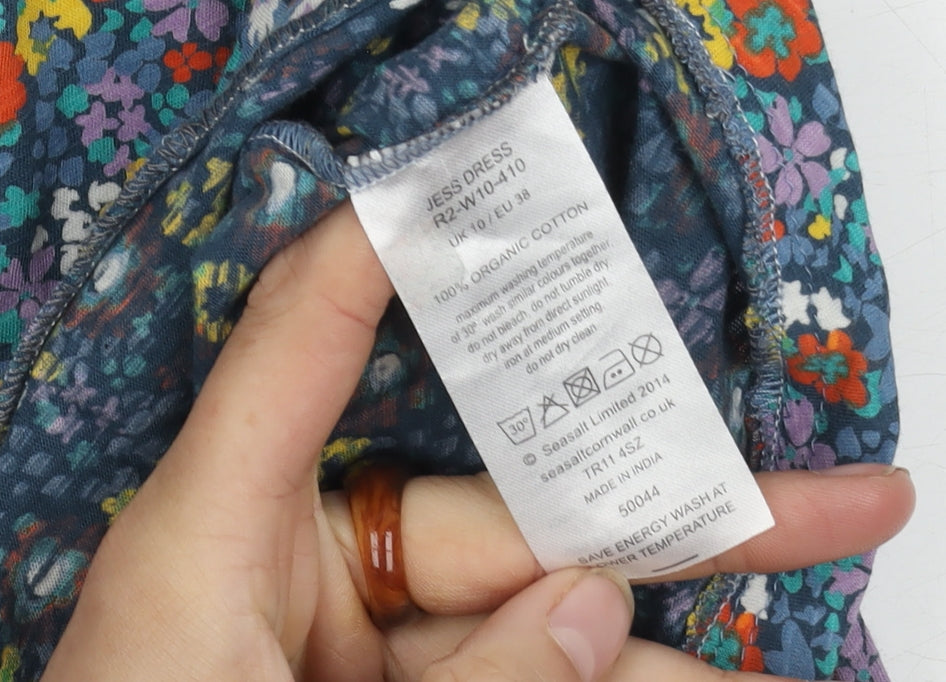 JESS DRESS
R2-W10-410
UK 10 / EU 38
100% ORGANIC COTTON
maximum washing temperature
of 30º wash similar colours together,
do not bleach, do not tumble dry
dry away from direct sunlight,
iron at medium setting
do not dry clean
30°
© Seasalt Limited 2014
seasaltcornwall.co.uk
TR11 4SZ
MADE IN INDIA
50044
SAVE ENERGY WASH AT
LOWER TEMPERATURE